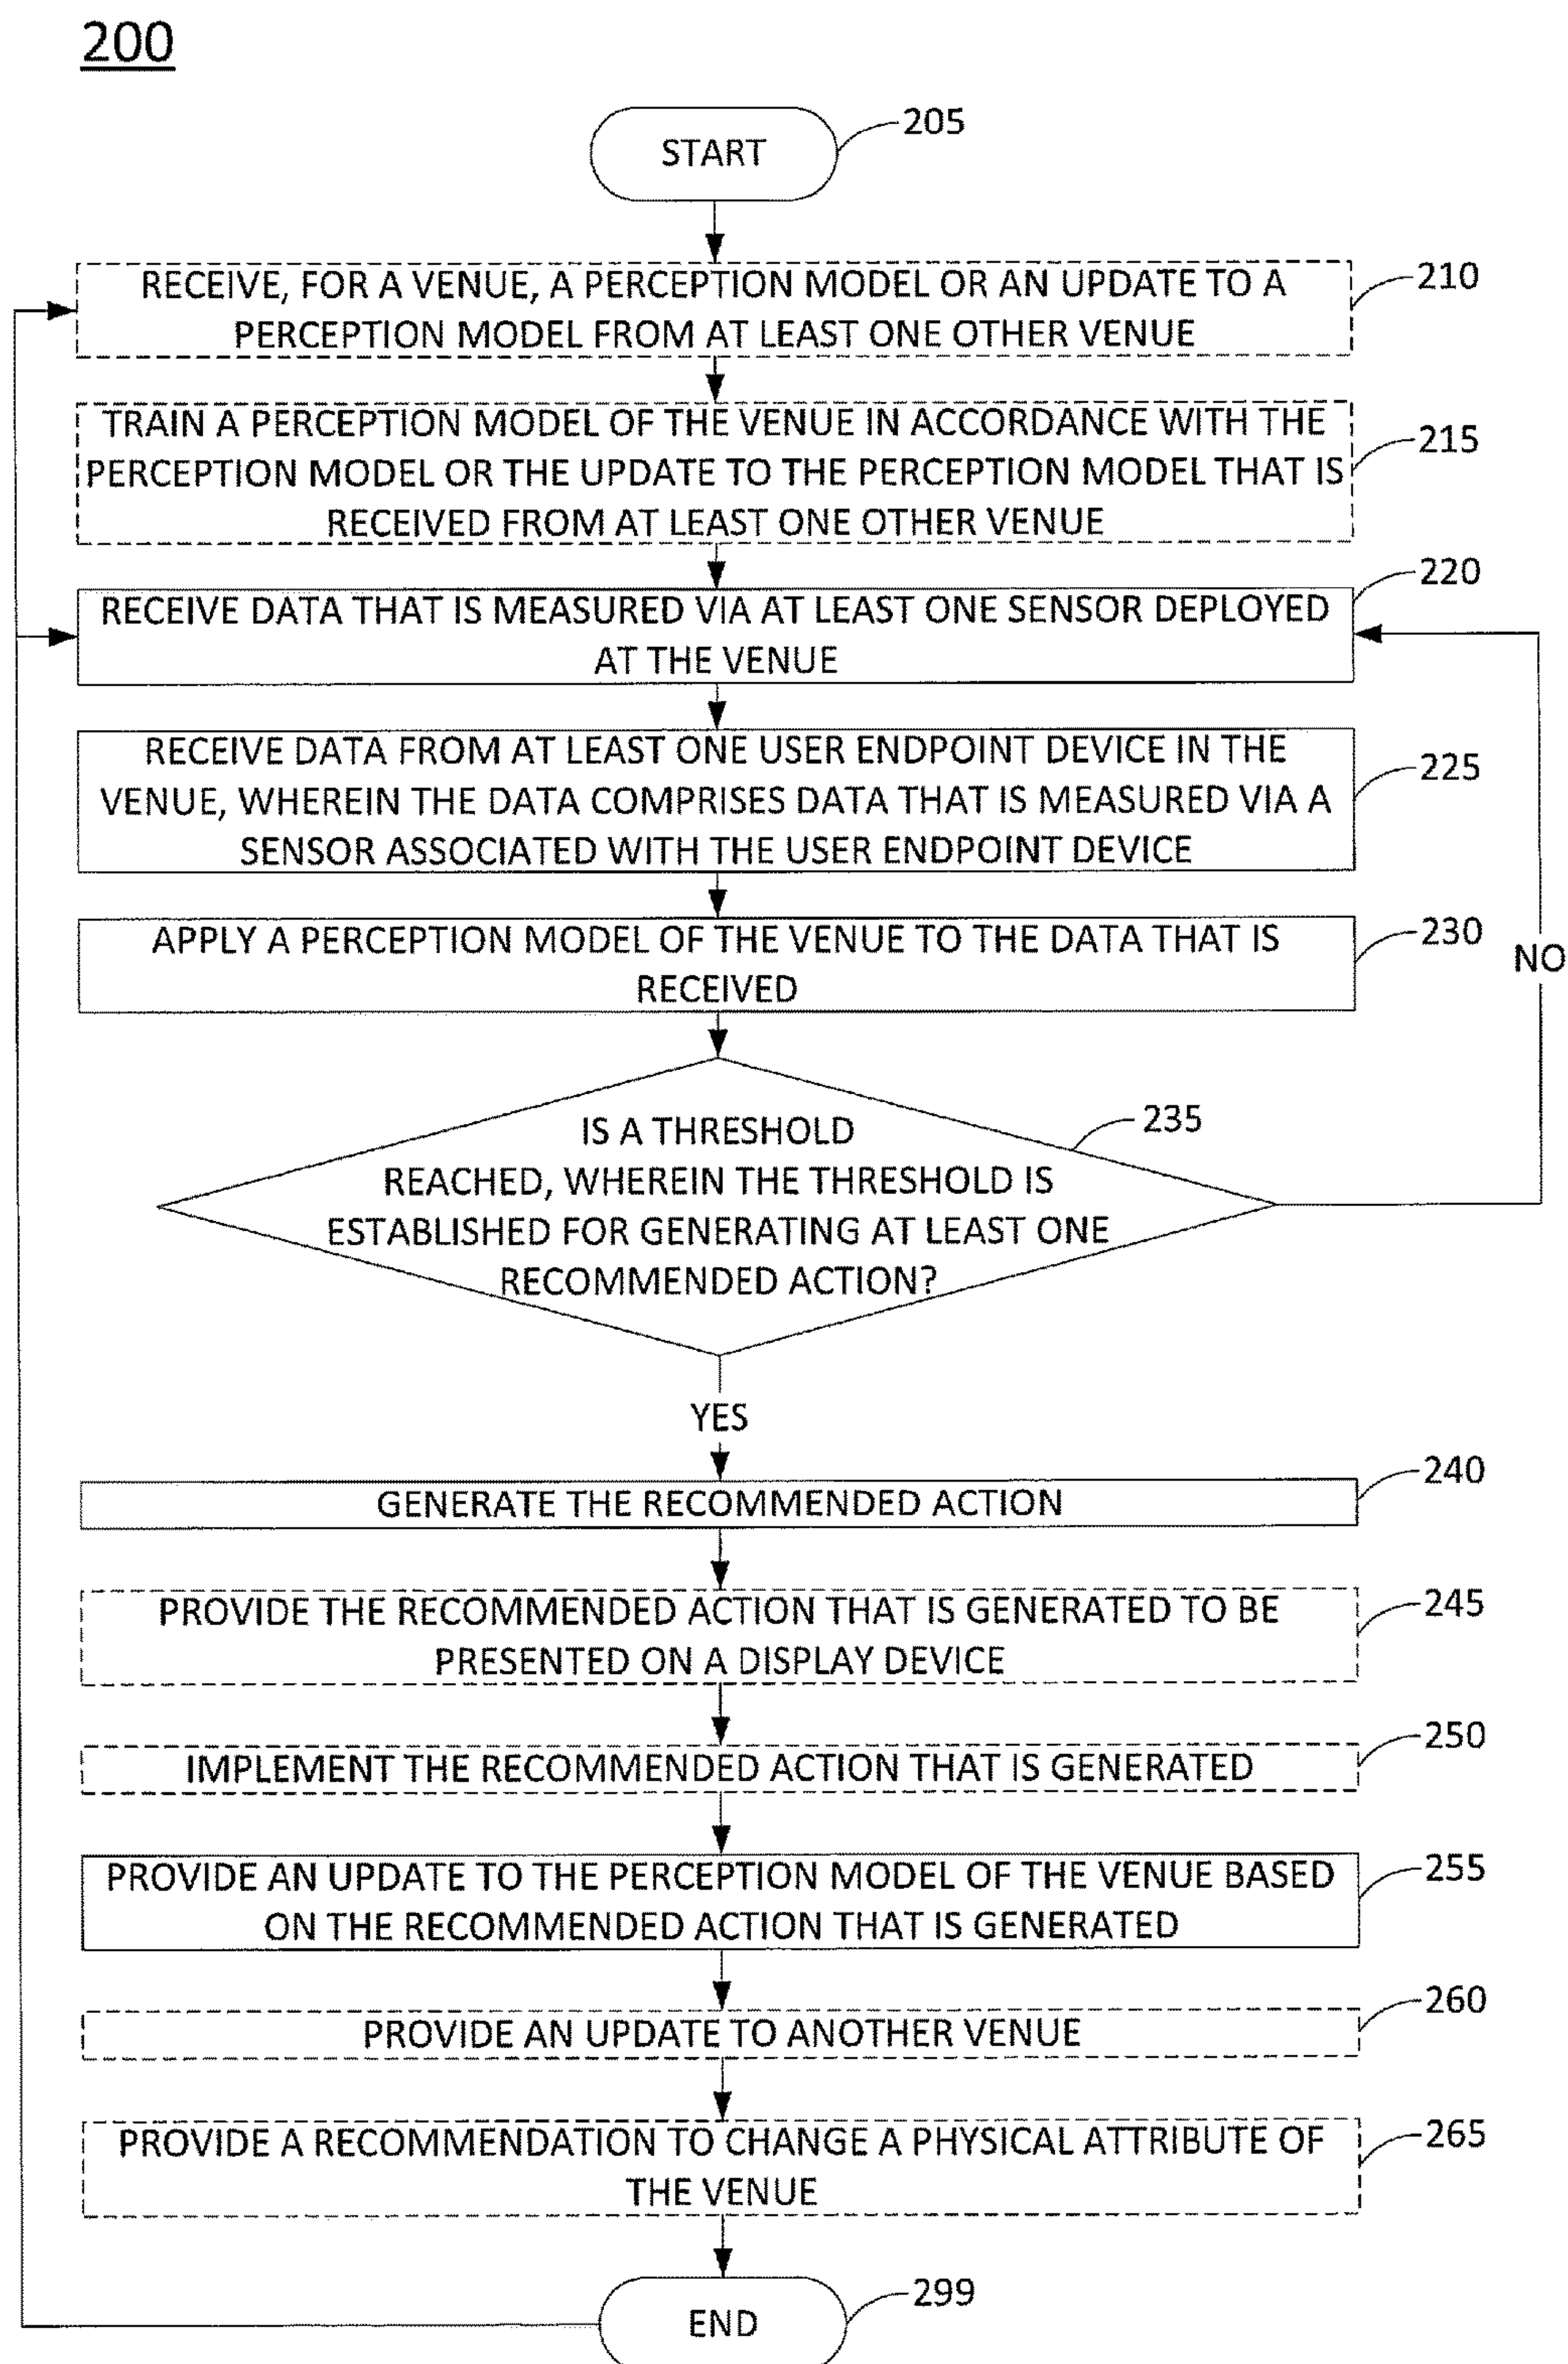 200
START
205
RECEIVE, FOR A VENUE, A PERCEPTION MODEL OR AN UPDATE TO A
PERCEPTION MODEL FROM AT LEAST ONE OTHER VENUE
210
TRAIN A PERCEPTION MODEL OF THE VENUE IN ACCORDANCE WITH THE
PERCEPTION MODEL OR THE UPDATE TO THE PERCEPTION MODEL THAT IS
RECEIVED FROM AT LEAST ONE OTHER VENUE
215
RECEIVE DATA THAT IS MEASURED VIA AT LEAST ONE SENSOR DEPLOYED
AT THE VENUE
220
RECEIVE DATA FROM AT LEAST ONE USER ENDPOINT DEVICE IN THE
VENUE, WHEREIN THE DATA COMPRISES DATA THAT IS MEASURED VIA A
SENSOR ASSOCIATED WITH THE USER ENDPOINT DEVICE
225
APPLY A PERCEPTION MODEL OF THE VENUE TO THE DATA THAT IS
RECEIVED
230
NO
IS A THRESHOLD
REACHED, WHEREIN THE THRESHOLD IS
ESTABLISHED FOR GENERATING AT LEAST ONE
RECOMMENDED ACTION?
235
YES
GENERATE THE RECOMMENDED ACTION
240
PROVIDE THE RECOMMENDED ACTION THAT IS GENERATED TO BE
PRESENTED ON A DISPLAY DEVICE
245
IMPLEMENT THE RECOMMENDED ACTION THAT IS GENERATED
250
PROVIDE AN UPDATE TO THE PERCEPTION MODEL OF THE VENUE BASED
ON THE RECOMMENDED ACTION THAT IS GENERATED
255
PROVIDE AN UPDATE TO ANOTHER VENUE
260
PROVIDE A RECOMMENDATION TO CHANGE A PHYSICAL ATTRIBUTE OF
THE VENUE
265
END
299